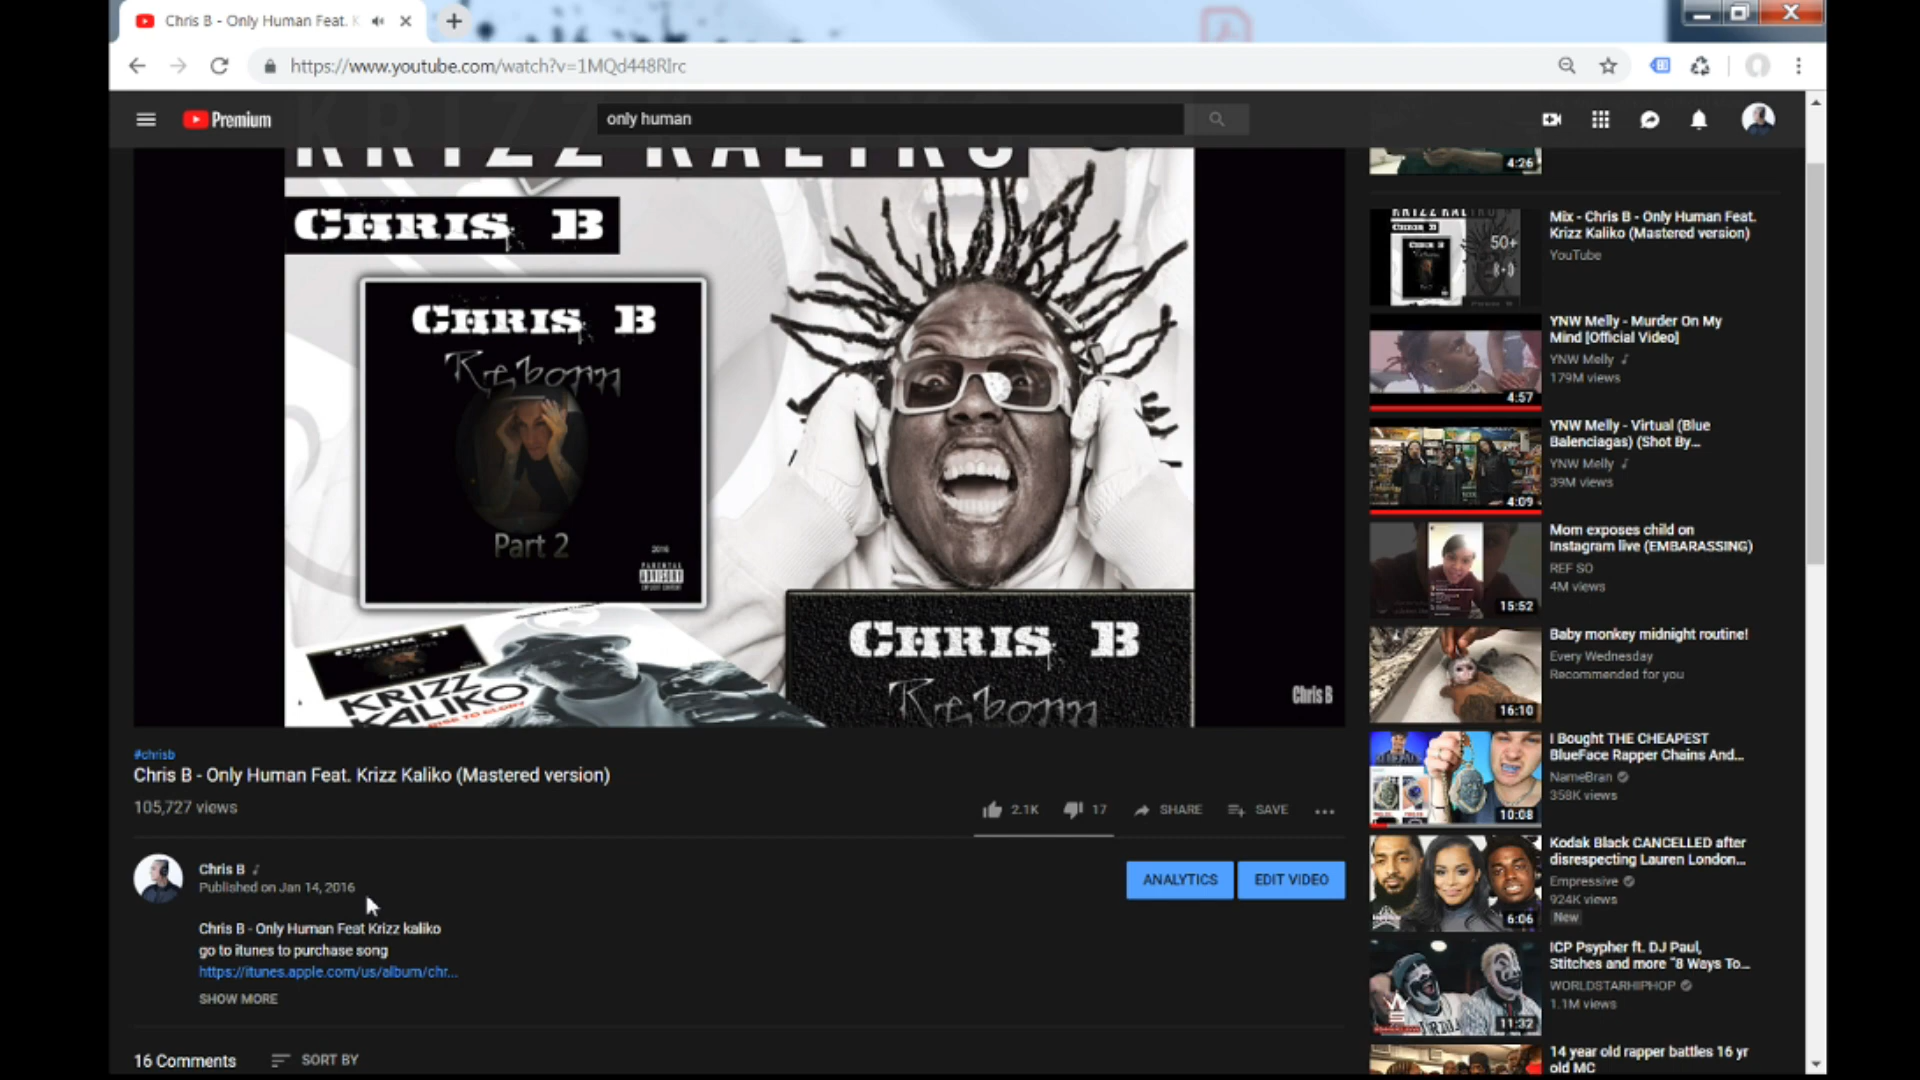 Chris B - Only Human Feat. K
https://www.youtube.com/watch?v=1MQd448RIrc
Premium
only human
KRIZZ KALIKO
CHRIS B
CHRIS B
Reborn
Part 2
2016
PARENTAL
ADVISORY
EXPLICIT CONTENT
KRIZZ
KALIKO
CHRIS B
Reborn
Chris B
#chrisb
Chris B - Only Human Feat. Krizz Kaliko (Mastered version)
105,727 views
2.1K
17
SHARE
SAVE
Chris B
Published on Jan 14, 2016
ANALYTICS
EDIT VIDEO
Chris B - Only Human Feat Krizz kaliko
go to itunes to purchase song
https://itunes.apple.com/us/album/chr...
SHOW MORE
16 Comments
SORT BY
4:26
50+
Mix - Chris B - Only Human Feat.
Krizz Kaliko (Mastered version)
YouTube
4:57
YNW Melly - Murder On My
Mind [Official Video]
YNW Melly
179M views
4:09
YNW Melly - Virtual (Blue
Balenciagas) (Shot By...
YNW Melly
39M views
15:52
Mom exposes child on
Instagram live (EMBARASSING)
REF SO
4M views
16:10
Baby monkey midnight routine!
Every Wednesday
Recommended for you
10:08
I Bought THE CHEAPEST
BlueFace Rapper Chains And...
NameBran
358K views
6:06
Kodak Black CANCELLED after
disrespecting Lauren London...
Empressive
924K views
New
11:32
ICP Psypher ft. DJ Paul,
Stitches and more "8 Ways To...
WORLDSTARHIPHOP
1.1M views
14 year old rapper battles 16 yr
old MC